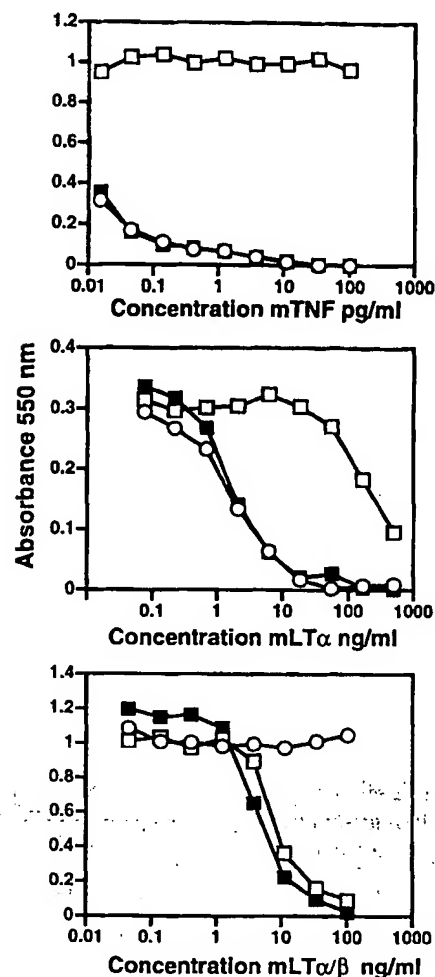 1.2
1
0.8
0.6
0.4
0.2
0
0.01 0.1 1 10 100 1000
Concentration mTNF pg/ml
Absorbance 550 nm
0.4
0.3
0.2
0.1
0
0.1 1 10 100
Concentration mLTα ng/ml
1.4
1.2
1
0.8
0.6
0.4
0.2
0
0.01 0.10 1 10 100 1000
Concentration mLTα/β ng/ml